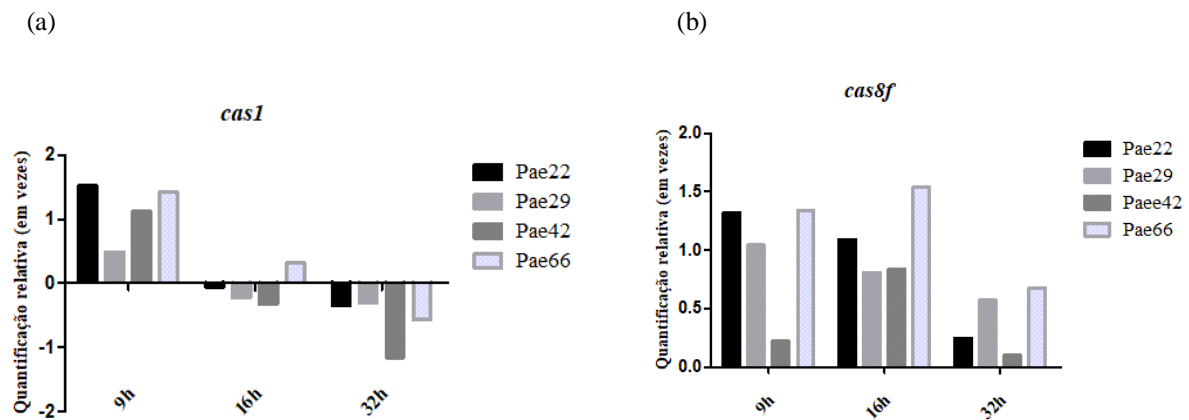 (a)
cas1
Quantificação relativa (em vezes)
2
1
0
-1
-2
9h
16h
32h
Pae22
Pae29
Pae42
Pae66
(b)
cas8f
Quantificação relativa (em vezes)
2.0
1.5
1.0
0.5
0.0
9h
16h
32h
Pae22
Pae29
Paee42
Pae66